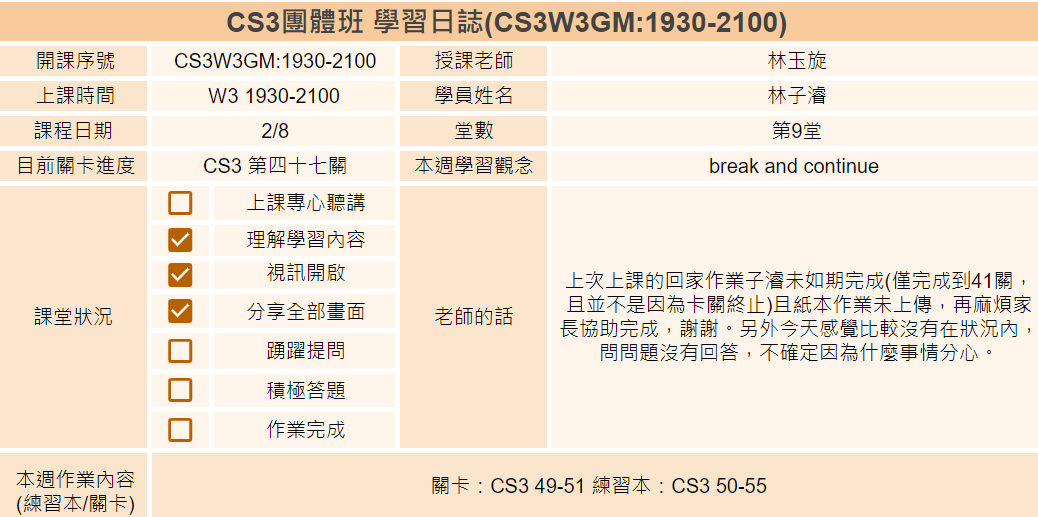 CS3團體班 學習日誌(CS3W3GM:1930-2100)
開課序號 CS3W3GM:1930-2100 授課老師 林玉旋
上課時間 W3 1930-2100 學員姓名 林子濬
課程日期 2/8 堂數 第9堂
目前關卡進度 CS3 第四十七關 本週學習觀念 break and continue
課堂狀況
上課專心聽講
理解學習內容
視訊開啟
分享全部畫面
踴躍提問
積極答題
作業完成
老師的話
上次上課的回家作業子濬未如期完成(僅完成到41關，
且並不是因為卡關終止)且紙本作業未上傳，再麻煩家
長協助完成，謝謝。另外今天感覺比較沒有在狀況內，
問問題沒有回答，不確定因為什麼事情分心。
本週作業內容
(練習本/關卡)
關卡：CS3 49-51 練習本：CS3 50-55